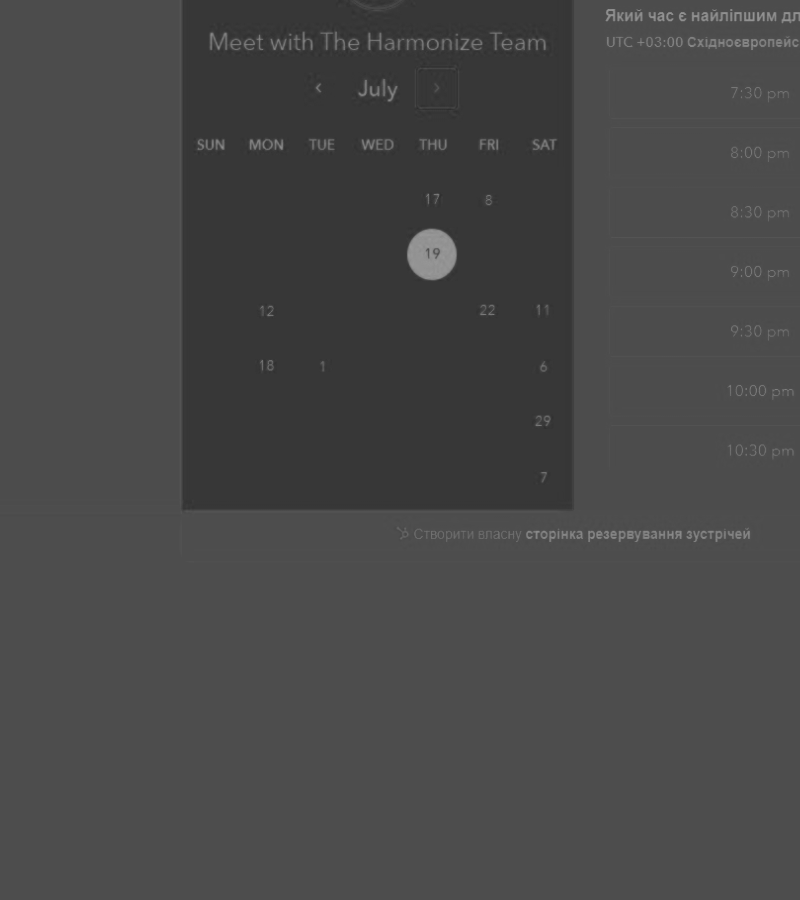 Meet with The Harmonize Team
‹ July ›
SUN MON TUE WED THU FRI SAT
17 8
19
12 22 11
18 1 6
29
7
Який час є найліпшим
UTC +03:00
7:30 pm
8:00 pm
8:30 pm
9:00 pm
9:30 pm
10:00 pm
10:30 pm
Створити власну сторінка резервування зустрічей